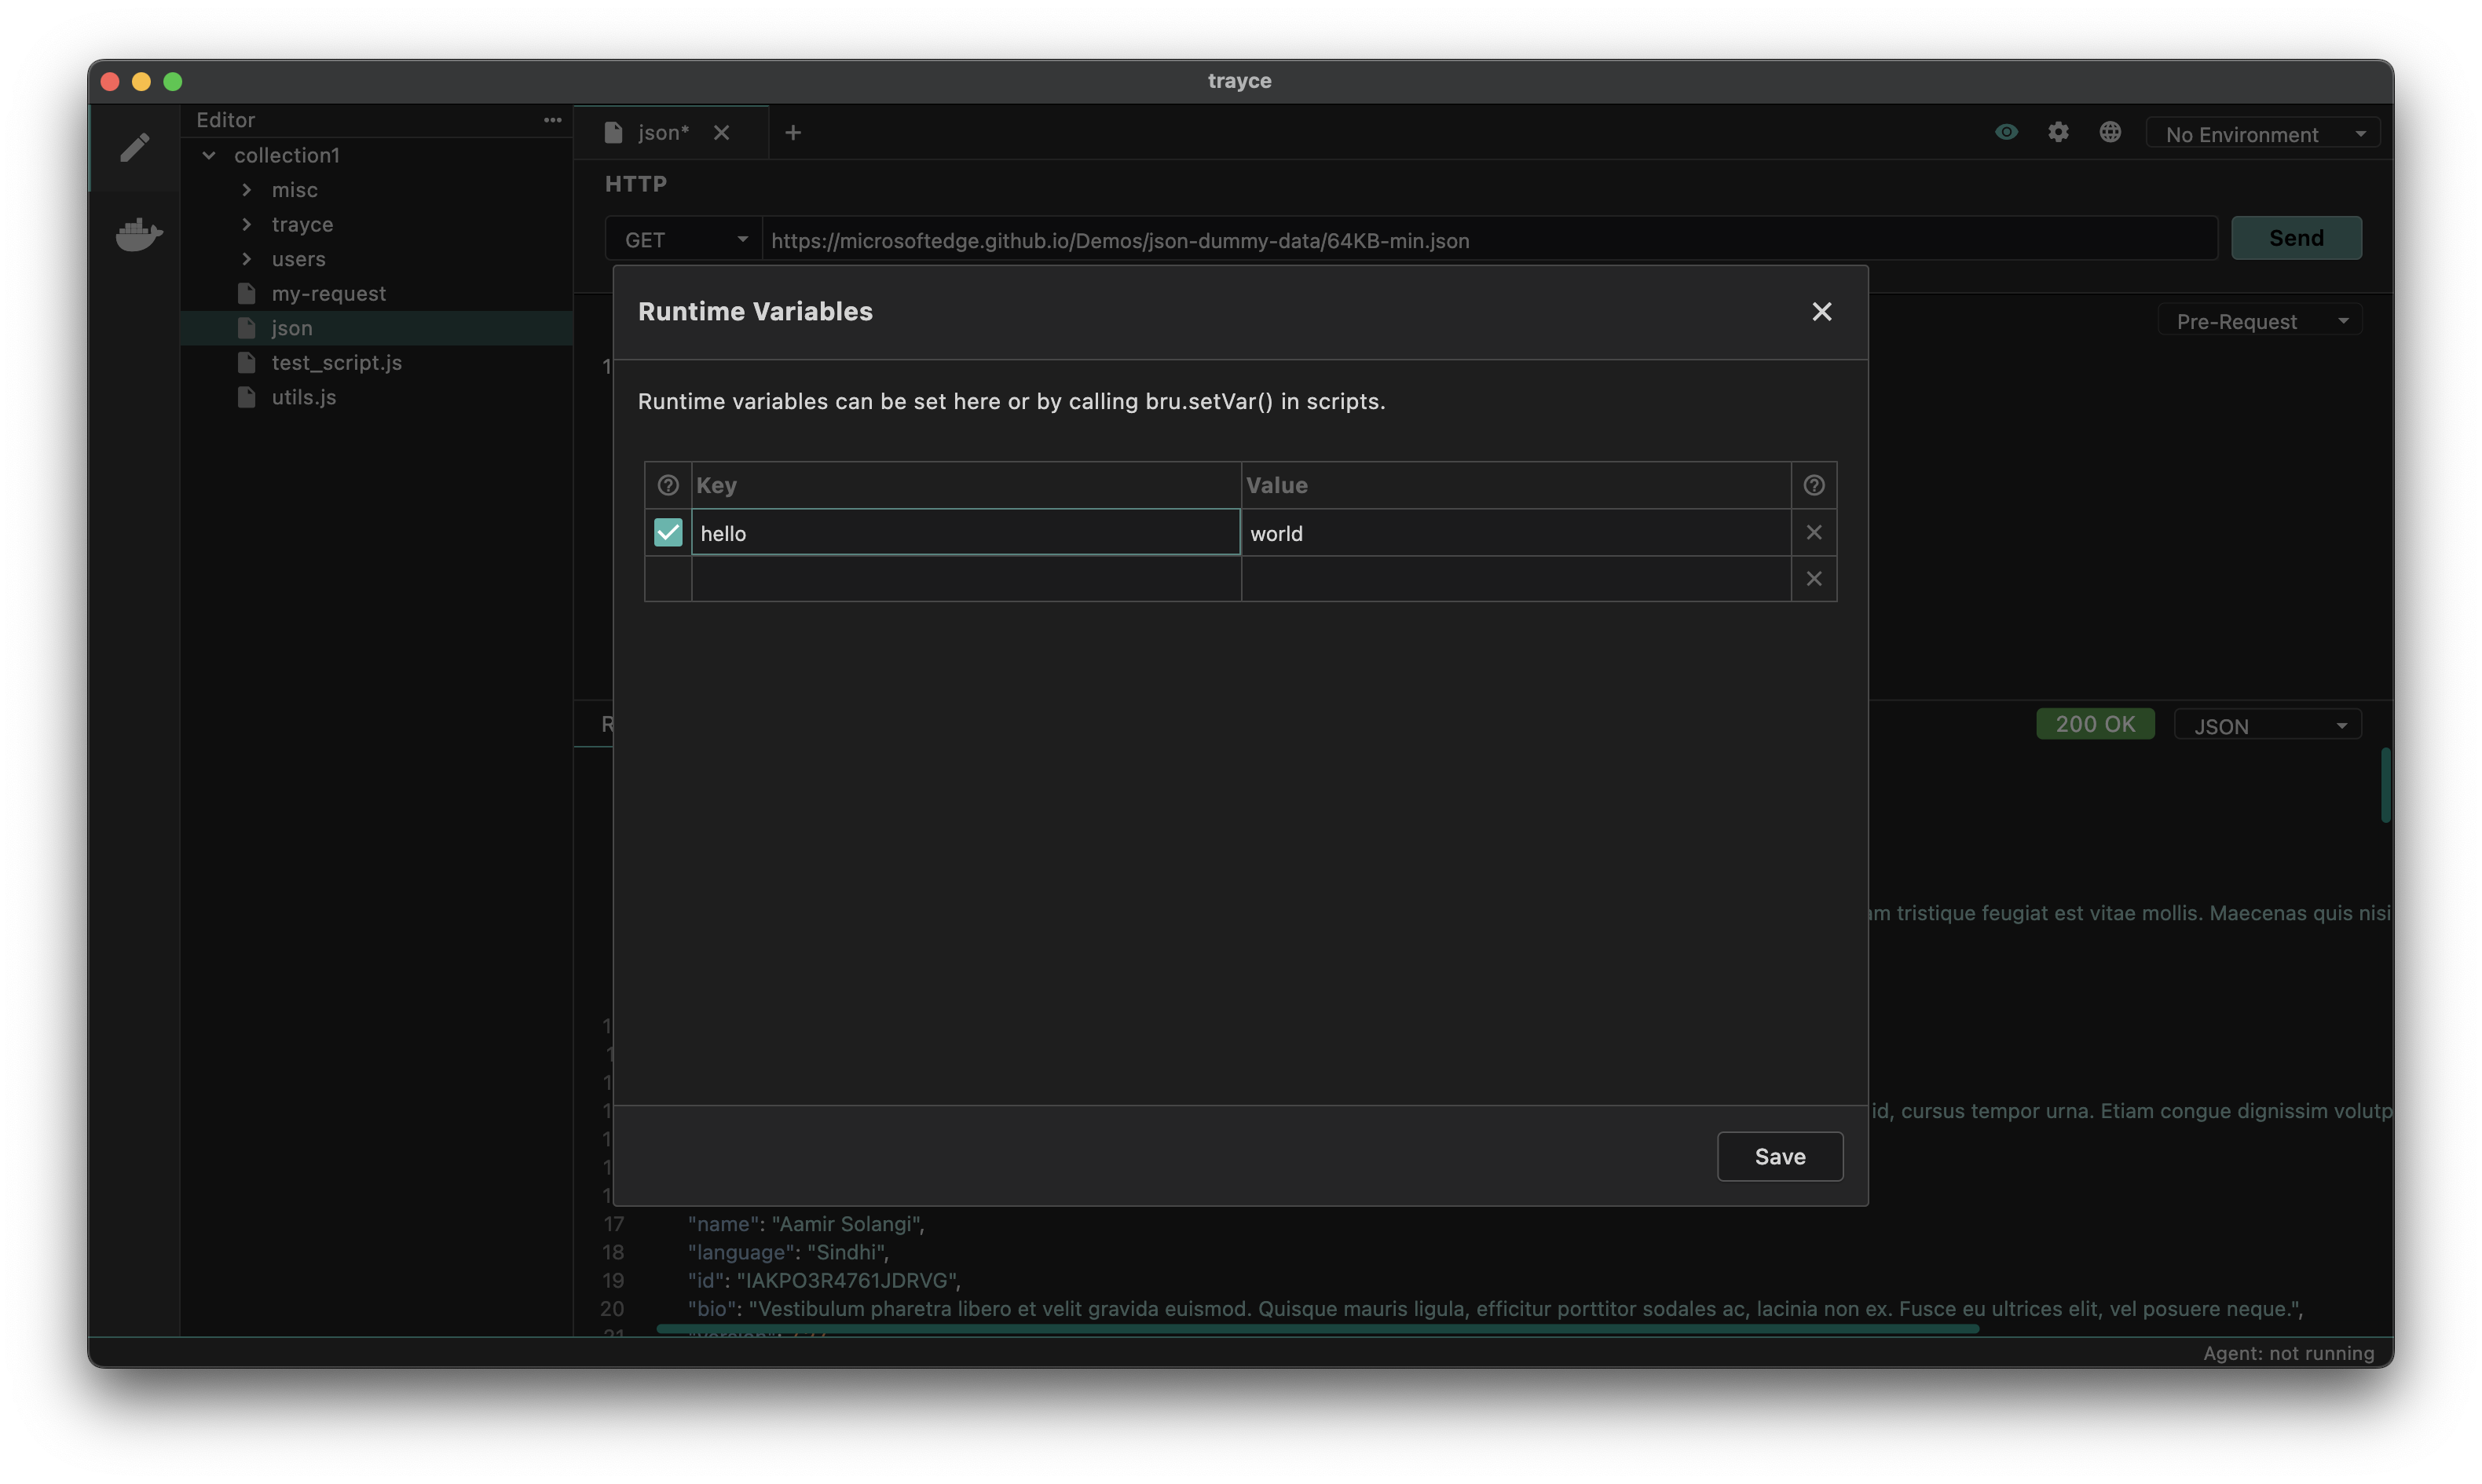 trayce
Editor
collection1
misc
trayce
users
my-request
json
test_script.js
utils.js
json*
No Environment
HTTP
GET
https://microsoftedge.github.io/Demos/json-dummy-data/64KB-min.json
Send
Pre-Request
Runtime Variables
1
Runtime variables can be set here or by calling bru.setVar() in scripts.
Key Value
hello world
200 OK
JSON
tristique feugiat est vitae mollis. Maecenas quis nisi
id, cursus tempor urna. Etiam congue dignissim volutp
Save
17 "name": "Aamir Solangi",
18 "language": "Sindhi",
19 "id": "IAKPO3R4761JDRVG",
20 "bio": "Vestibulum pharetra libero et velit gravida euismod. Quisque mauris ligula, efficitur porttitor sodales ac, lacinia non ex. Fusce eu ultrices elit, vel posuere neque.",
21 "version":
Agent: not running